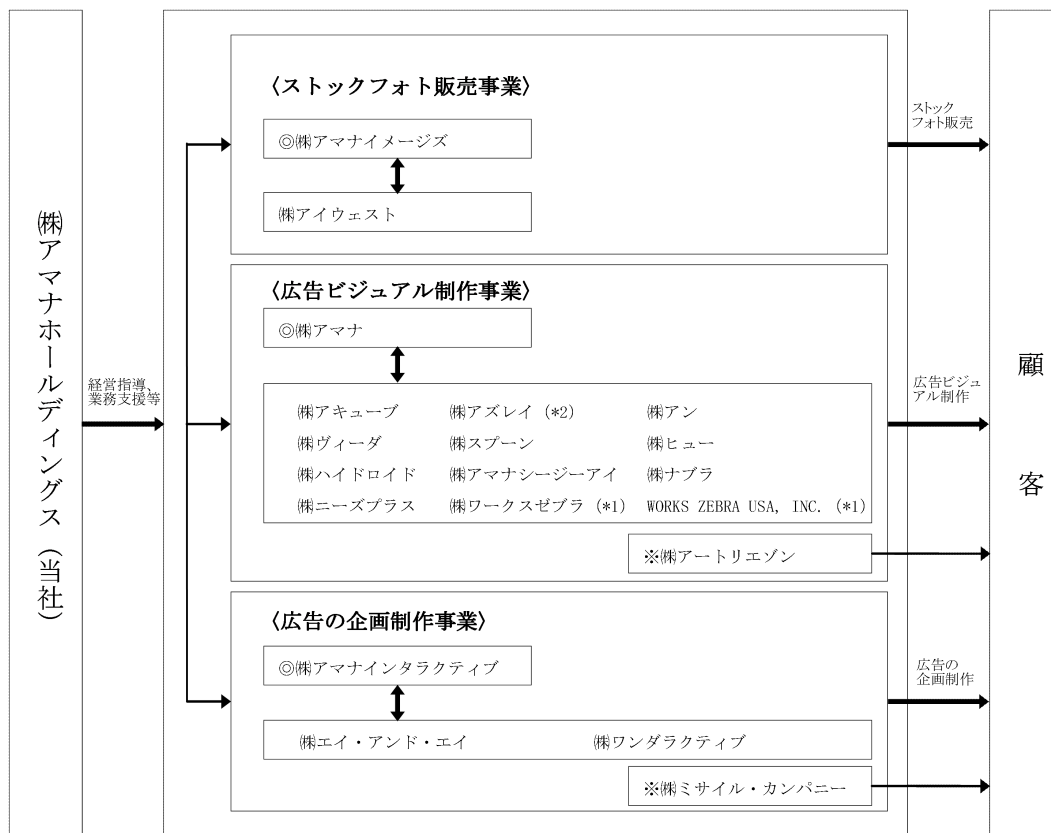 ㈱アマナホールディングス（当社）
経営指導、
業務支援等
〈ストックフォト販売事業〉
◎㈱アマナイメージズ
㈱アイウェスト
ストック
フォト販売
〈広告ビジュアル制作事業〉
◎㈱アマナ
㈱アキューブ ㈱アズレイ (*2) ㈱アン
㈱ヴィーダ ㈱スプーン ㈱ヒュー
㈱ハイドロイド ㈱アマナシージーアイ ㈱ナブラ
㈱ニーズプラス ㈱ワークスゼブラ (*1) WORKS ZEBRA USA, INC. (*1)
※㈱アートリエゾン
広告ビジュ
アル制作
〈広告の企画制作事業〉
◎㈱アマナインタラクティブ
㈱エイ・アンド・エイ ㈱ワンダラクティブ
※㈱ミサイル・カンパニー
広告の
企画制作
顧客